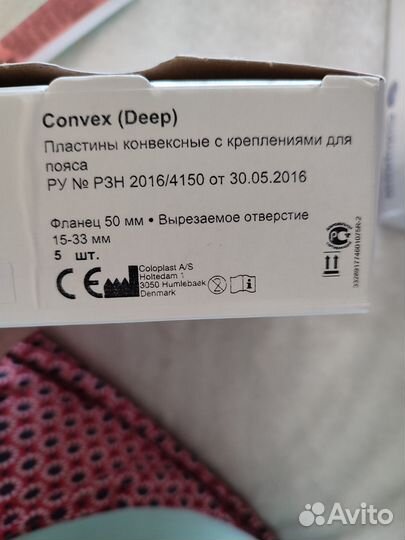 Convex (Deep)
Пластины конвексные с креплениями для
пояса
РУ № РЗН 2016/4150 от 30.05.2016
Фланец 50 мм • Вырезаемое отверстие
15-33 мм
5 шт.
CE
Coloplast A/S
Holtedam 1
3050 Humlebaek
Denmark
Avito